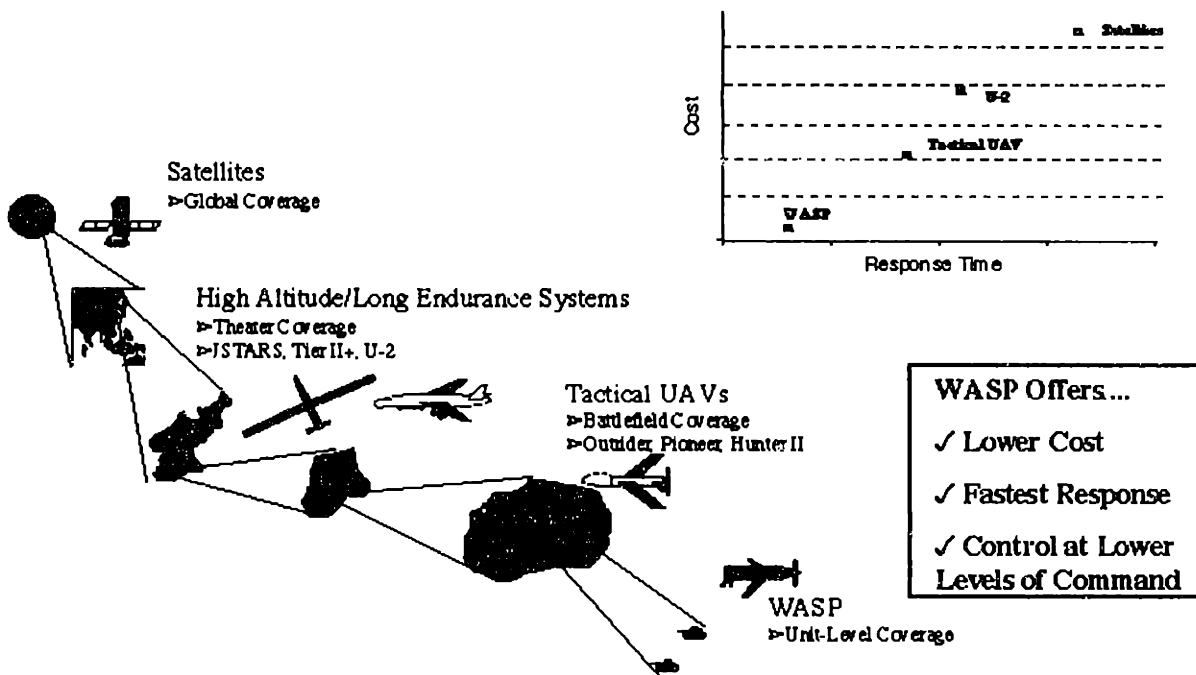 Satellites
U-2
Tactical UAV
WASP
Cost
Response Time
Satellites
➢Global Coverage
High Altitude/Long Endurance Systems
➢Theater Coverage
➢JSTARS, Tier II+, U-2
Tactical UAVs
➢Battlefield Coverage
➢Outrider, Pioneer, Hunter II
WASP
➢Unit-Level Coverage
WASP Offers....
✓ Lower Cost
✓ Fastest Response
✓ Control at Lower
Levels of Command